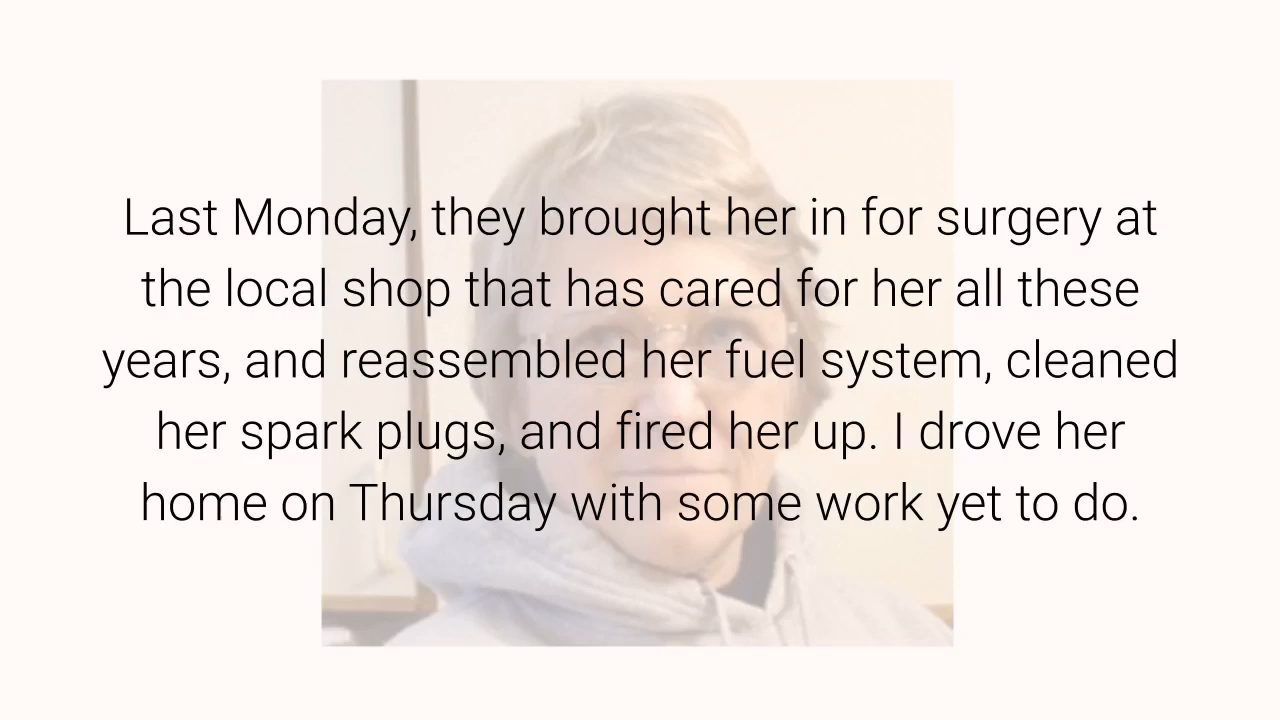 Last Monday, they brought her in for surgery at
the local shop that has cared for her all these
years, and reassembled her fuel system, cleaned
her spark plugs, and fired her up. I drove her
home on Thursday with some work yet to do.